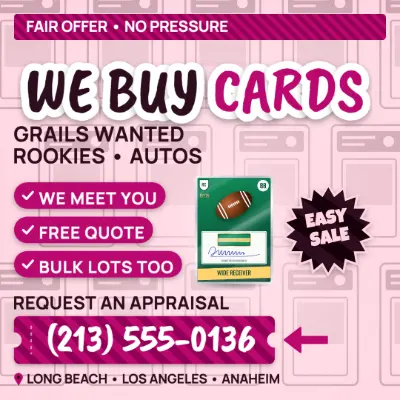 FAIR OFFER • NO PRESSURE
WE BUY CARDS
GRAILS WANTED
ROOKIES • AUTOS
WE MEET YOU
FREE QUOTE
BULK LOTS TOO
88
WIDE RECEIVER
EASY
SALE
REQUEST AN APPRAISAL
(213) 555-0136
LONG BEACH • LOS ANGELES • ANAHEIM